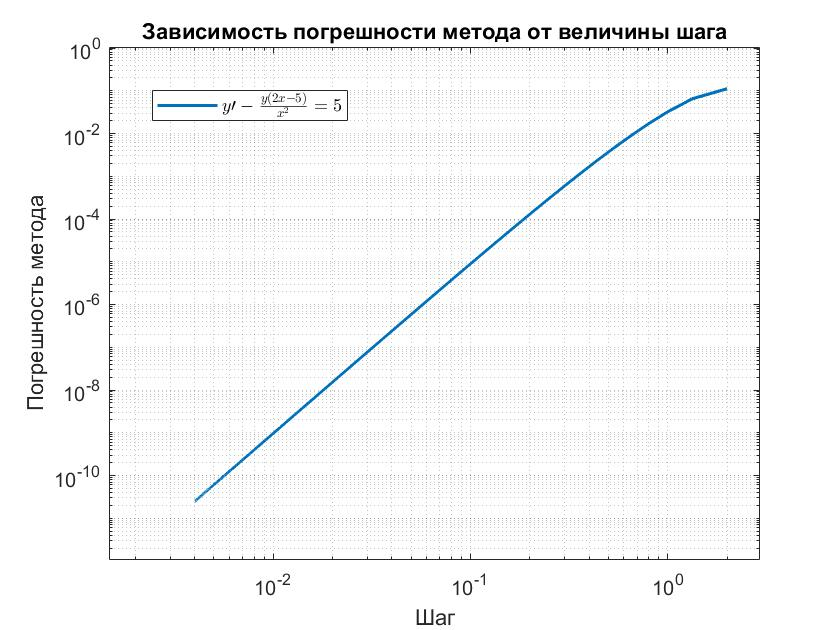 Зависимость погрешности метода от величины шага
10^0
y′ − y(2x−5)/x^2 = 5
10^-2
10^-4
10^-6
10^-8
10^-10
Погрешность метода
10^-2 10^-1 10^0
Шаг